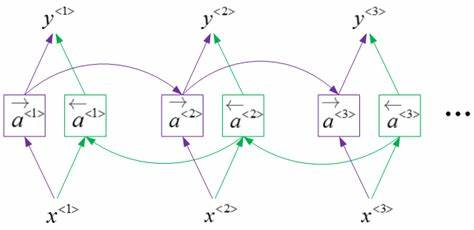 y<1> y<2> y<3>
→a<1> ←a<1> →a<2> ←a<2> →a<3> ←a<3> ...
x<1> x<2> x<3>